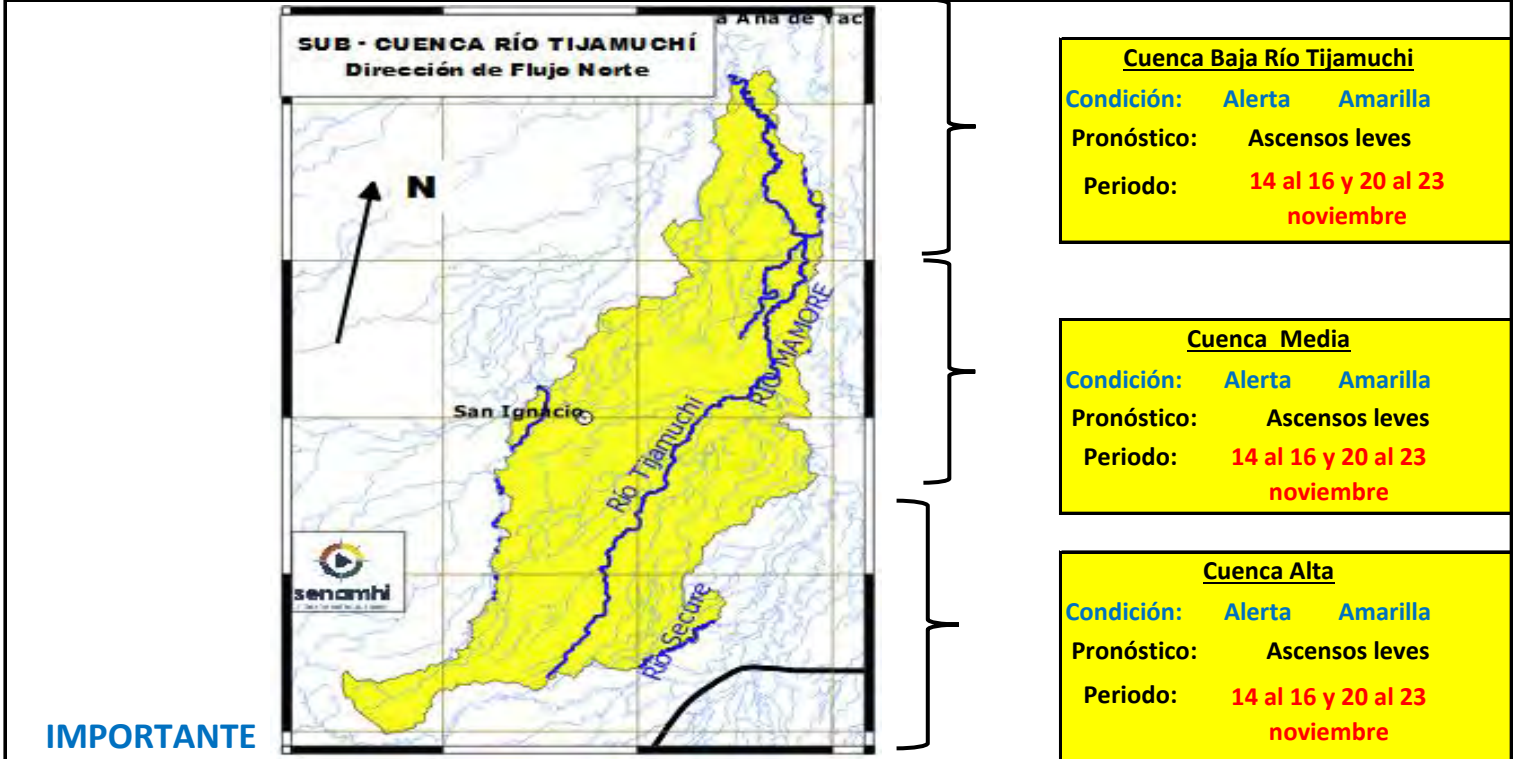 a Ana de Yac
SUB - CUENCA RÍO TIJAMUCHÍ
Dirección de Flujo Norte
N
RIO MAMORE
San Ignacio
Río Tijamuchi
Río Secure
senamhi
IMPORTANTE
Cuenca Baja Río Tijamuchi
Condición: Alerta Amarilla
Pronóstico: Ascensos leves
Periodo: 14 al 16 y 20 al 23
noviembre
Cuenca Media
Condición: Alerta Amarilla
Pronóstico: Ascensos leves
Periodo: 14 al 16 y 20 al 23
noviembre
Cuenca Alta
Condición: Alerta Amarilla
Pronóstico: Ascensos leves
Periodo: 14 al 16 y 20 al 23
noviembre